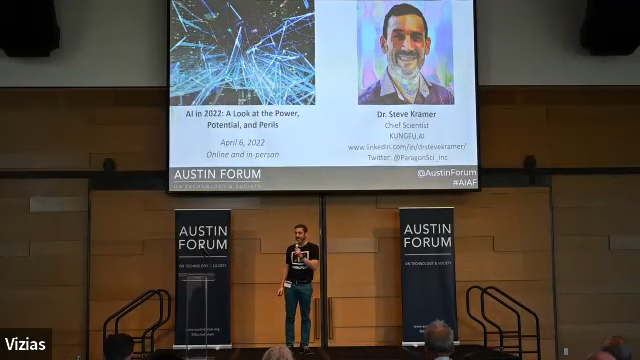 AI in 2022: A Look at the Power,
Potential, and Perils
April 6, 2022
Online and in-person
Dr. Steve Kramer
Chief Scientist
KUNGFU.AI
www.linkedin.com/in/drstevekramer/
Twitter: @ParagonSci_Inc
AUSTIN FORUM
ON TECHNOLOGY & SOCIETY
@AustinForum
#AIAF
AUSTIN
FORUM
ON TECHNOLOGY & SOCIETY
AUSTIN
FORUM
ON TECHNOLOGY & SOCIETY
Vizias